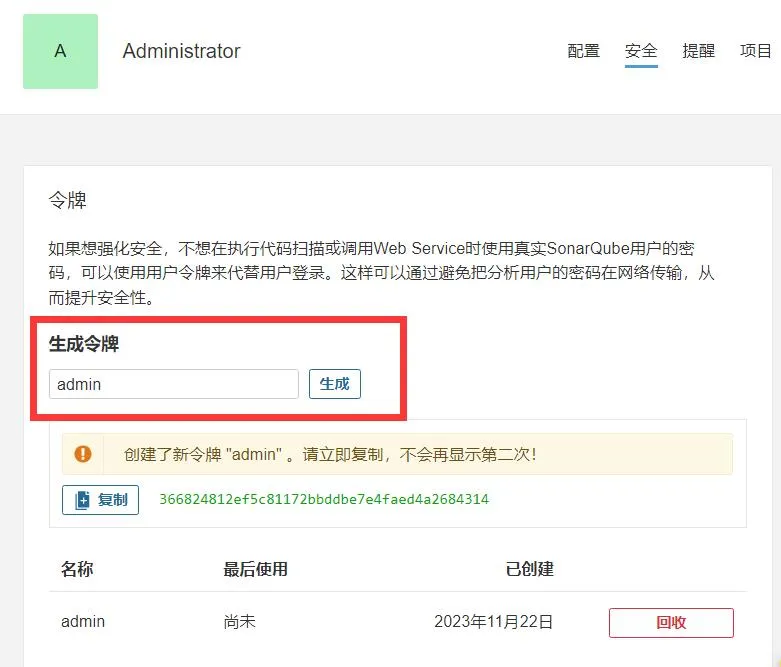 A
Administrator
配置 安全 提醒 项目
令牌
如果想强化安全，不想在执行代码扫描或调用Web Service时使用真实SonarQube用户的密
码，可以使用用户令牌来代替用户登录。这样可以通过避免把分析用户的密码在网络传输，从
而提升安全性。
生成令牌
admin 生成
创建了新令牌 "admin" 。请立即复制，不会再显示第二次！
复制 366824812ef5c81172bbddbe7e4faed4a2684314
名称 最后使用 已创建
admin 尚未 2023年11月22日 回收